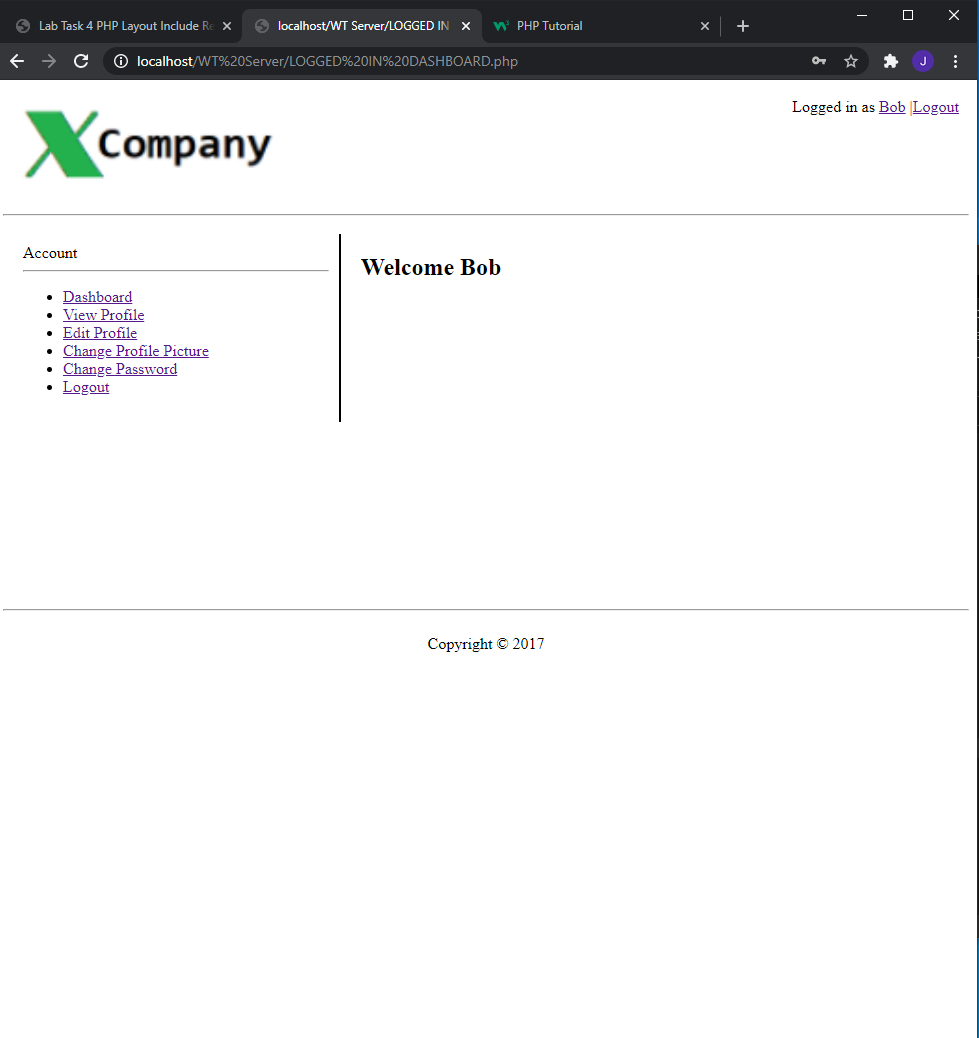 Lab Task 4 PHP Layout Include Re
localhost/WT Server/LOGGED IN
PHP Tutorial
localhost/WT%20Server/LOGGED%20IN%20DASHBOARD.php
J
X Company
Logged in as Bob |Logout
Account
Dashboard
View Profile
Edit Profile
Change Profile Picture
Change Password
Logout
Welcome Bob
Copyright © 2017